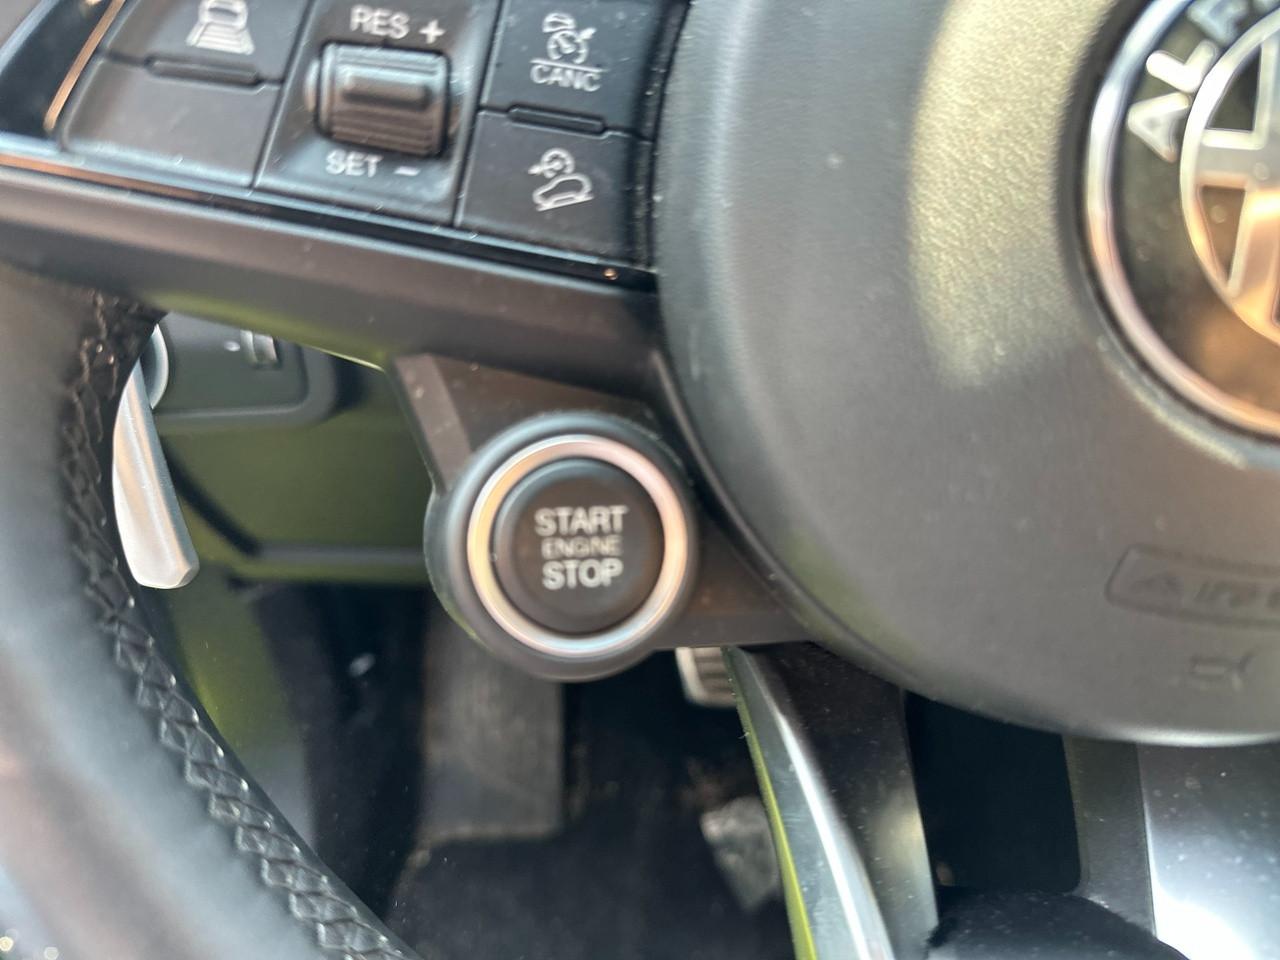 RES +
CANC
SET -
START
ENGINE
STOP